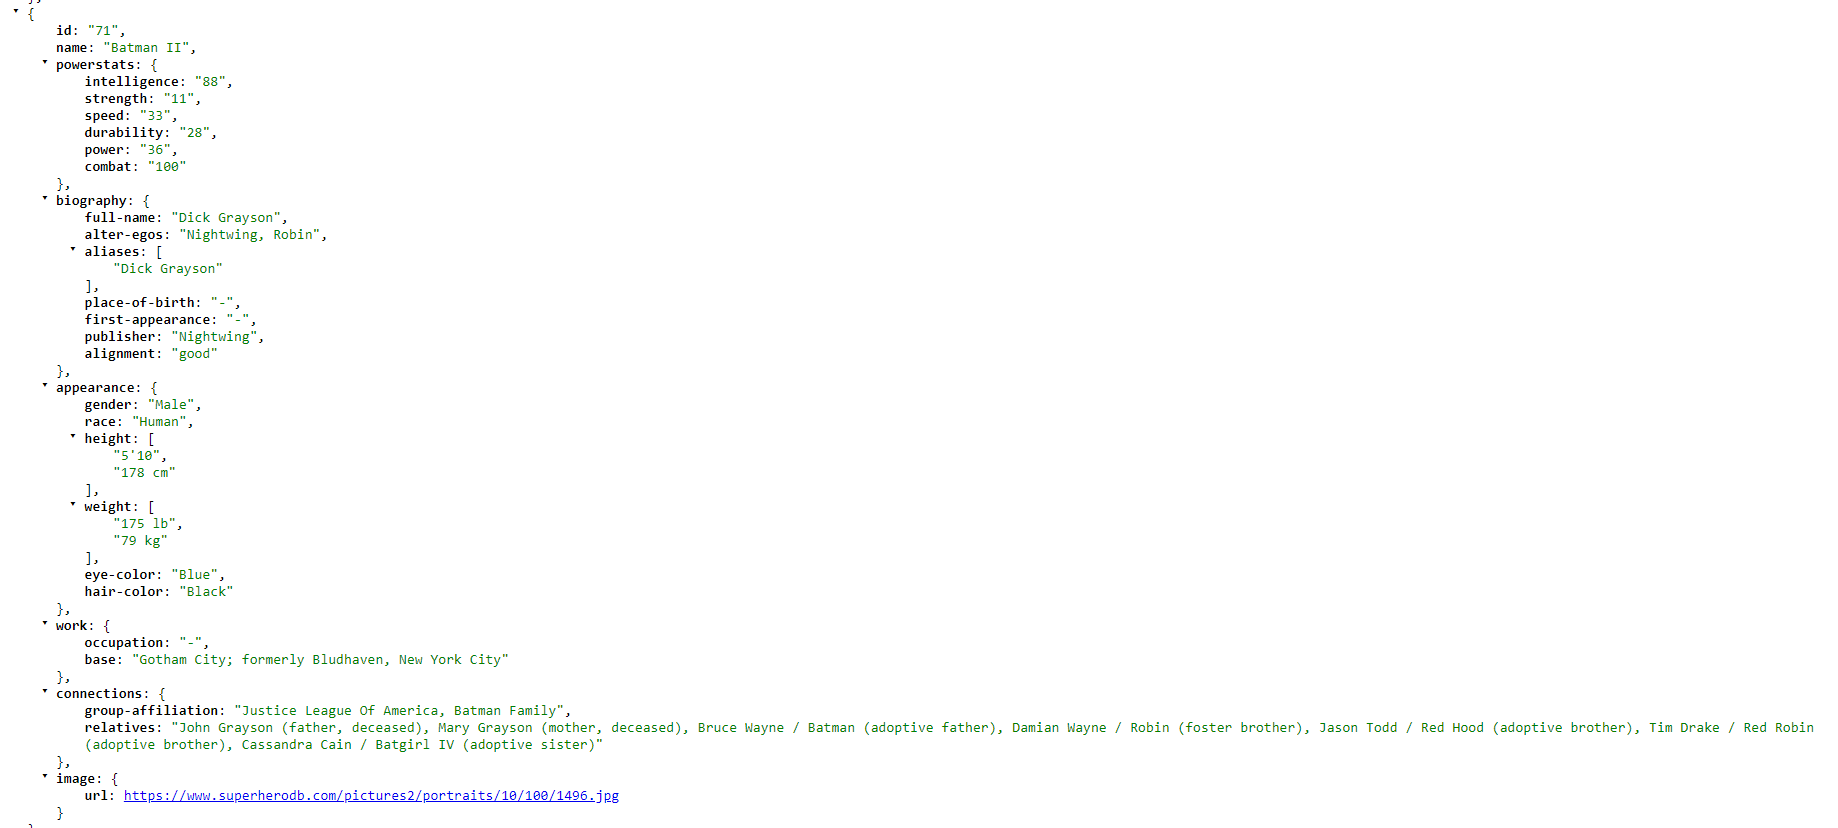 },
▾ {
id: "71",
name: "Batman II",
▾ powerstats: {
intelligence: "88",
strength: "11",
speed: "33",
durability: "28",
power: "36",
combat: "100"
},
▾ biography: {
full-name: "Dick Grayson",
alter-egos: "Nightwing, Robin",
▾ aliases: [
"Dick Grayson"
],
place-of-birth: "-",
first-appearance: "-",
publisher: "Nightwing",
alignment: "good"
},
▾ appearance: {
gender: "Male",
race: "Human",
▾ height: [
"5'10",
"178 cm"
],
▾ weight: [
"175 lb",
"79 kg"
],
eye-color: "Blue",
hair-color: "Black"
},
▾ work: {
occupation: "-",
base: "Gotham City; formerly Bludhaven, New York City"
},
▾ connections: {
group-affiliation: "Justice League Of America, Batman Family",
relatives: "John Grayson (father, deceased), Mary Grayson (mother, deceased), Bruce Wayne / Batman (adoptive father), Damian Wayne / Robin (foster brother), Jason Todd / Red Hood (adoptive brother), Tim Drake / Red Robin
(adoptive brother), Cassandra Cain / Batgirl IV (adoptive sister)"
},
▾ image: {
url: https://www.superherodb.com/pictures2/portraits/10/100/1496.jpg
}
}